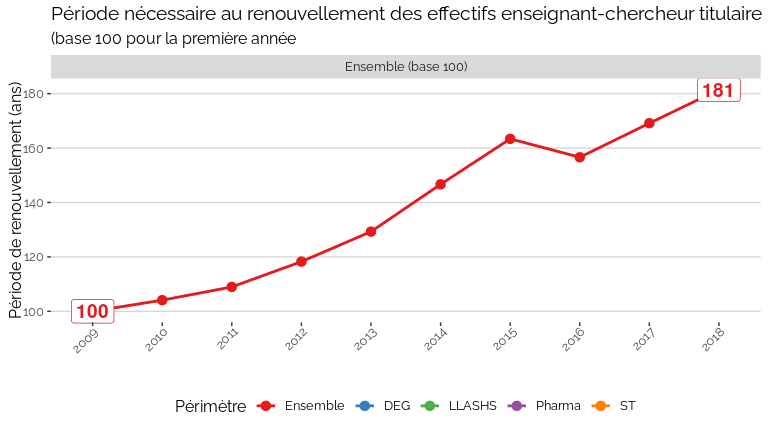 Période nécessaire au renouvellement des effectifs enseignant-chercheur titulaire
(base 100 pour la première année
Ensemble (base 100)
Période de renouvellement (ans)
180
160
140
120
100
181
100
2009 2010 2011 2012 2013 2014 2015 2016 2017 2018
Périmètre Ensemble DEG LLASHS Pharma ST